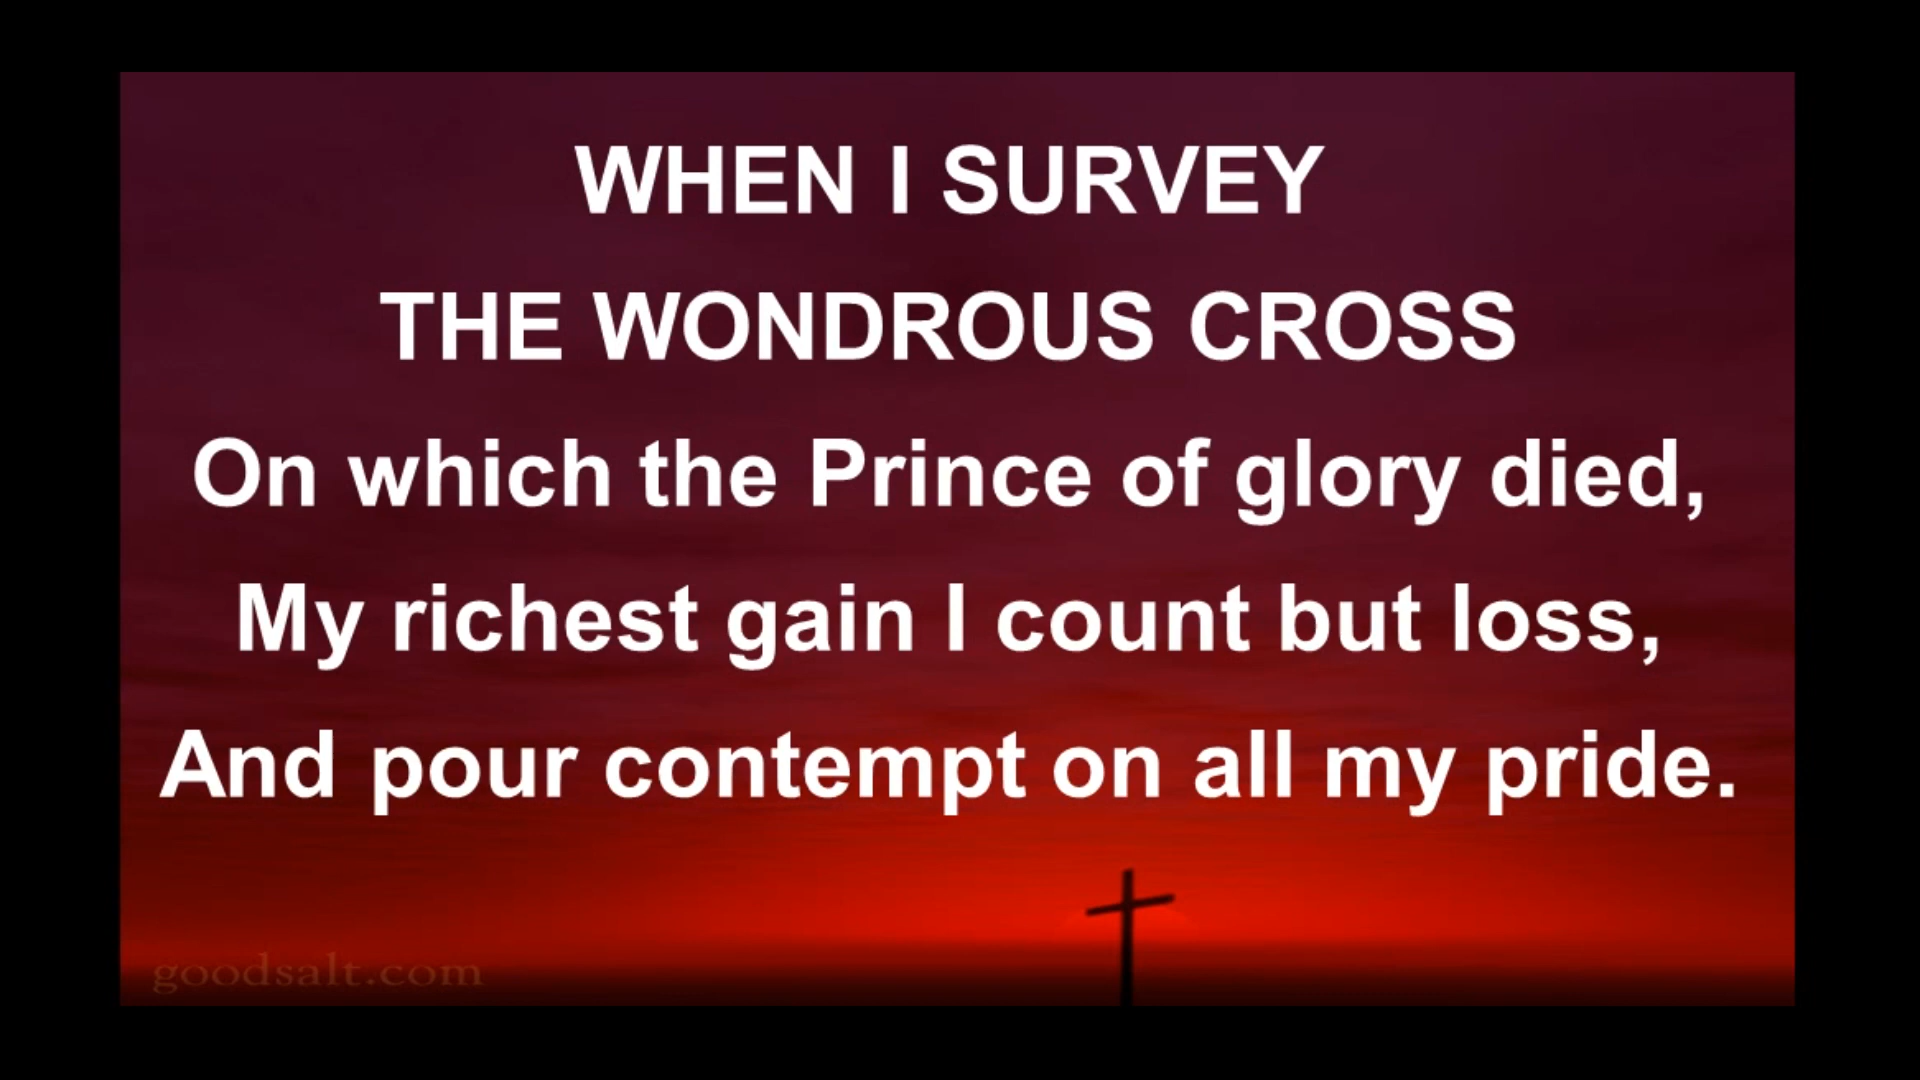 WHEN I SURVEY
THE WONDROUS CROSS
On which the Prince of glory died,
My richest gain I count but loss,
And pour contempt on all my pride.
goodsalt.com